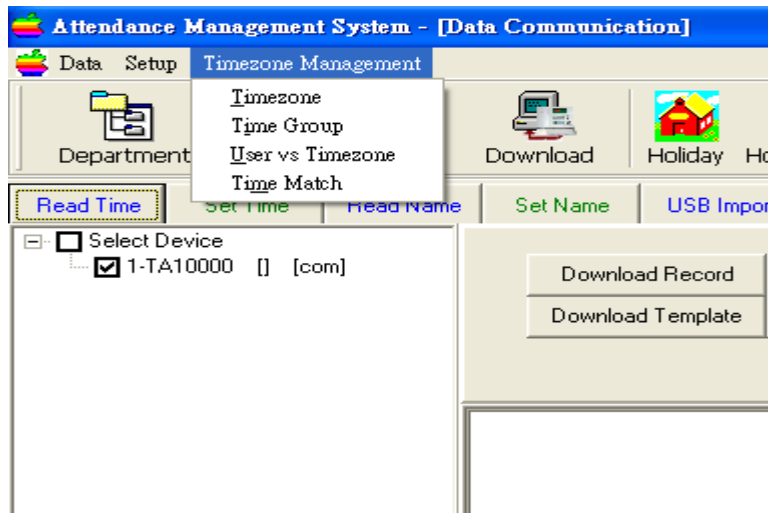 Attendance Management System - [Data Communication]
Data Setup Timezone Management
Timezone
Time Group
User vs Timezone
Time Match
Department Download Holiday
Read Time Set Time Read Name Set Name USB
Select Device
1-TA10000 [] [com]
Download Record
Download Template